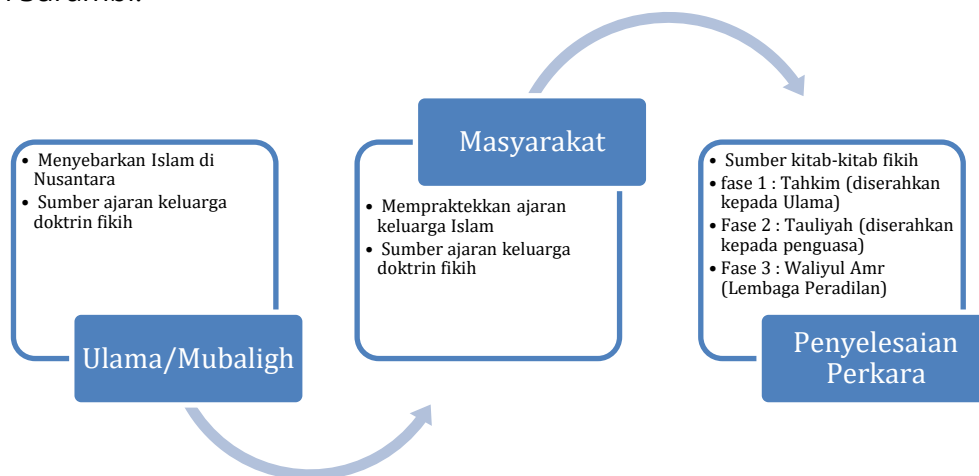 • Menyebarkan Islam di
Nusantara
• Sumber ajaran keluarga
doktrin fikih
Ulama/Mubaligh
Masyarakat
• Mempraktekkan ajaran
keluarga Islam
• Sumber ajaran keluarga
doktrin fikih
• Sumber kitab-kitab fikih
• fase 1 : Tahkim (diserahkan
kepada Ulama)
• Fase 2 : Tauliyah (diserahkan
kepada penguasa)
• Fase 3 : Waliyul Amr
(Lembaga Peradilan)
Penyelesaian
Perkara